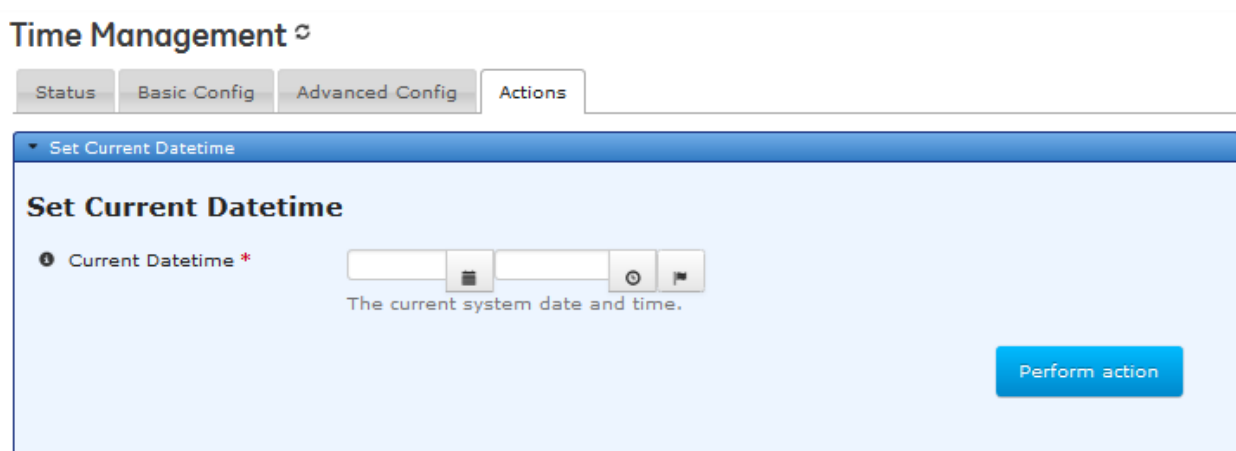 Time Management
Status Basic Config Advanced Config Actions
Set Current Datetime
Set Current Datetime
Current Datetime *
The current system date and time.
Perform action